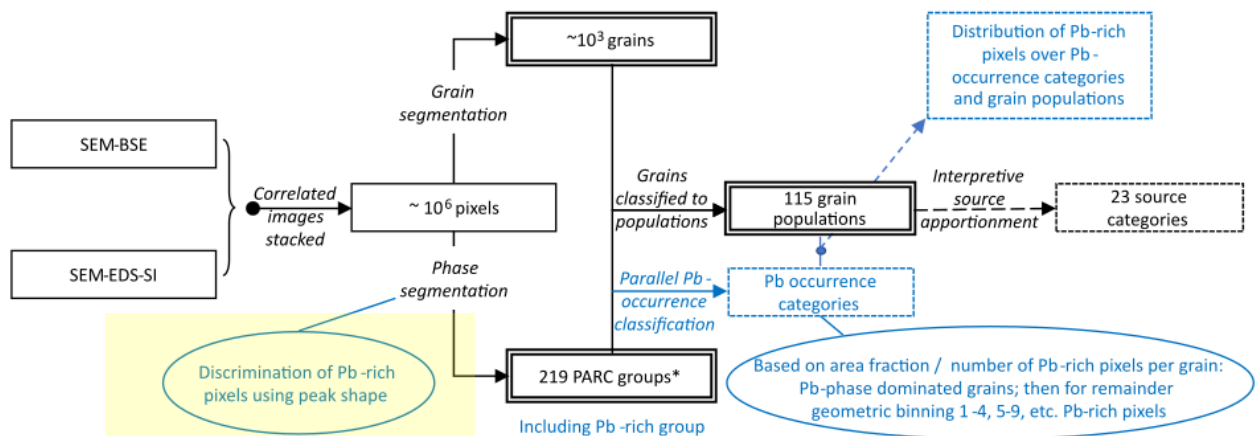 SEM-BSE
SEM-EDS-SI
Correlated
images
stacked
~ 10⁶ pixels
Grain
segmentation
~10³ grains
Phase
segmentation
Discrimination of Pb-rich
pixels using peak shape
219 PARC groups*
Including Pb-rich group
Grains
classified to
populations
115 grain
populations
Parallel Pb-
occurrence
classification
Pb occurrence
categories
Based on area fraction / number of Pb-rich pixels per grain:
Pb-phase dominated grains; then for remainder
geometric binning 1-4, 5-9, etc. Pb-rich pixels
Distribution of Pb-rich
pixels over Pb-
occurrence categories
and grain populations
Interpretive
source
apportionment
23 source
categories